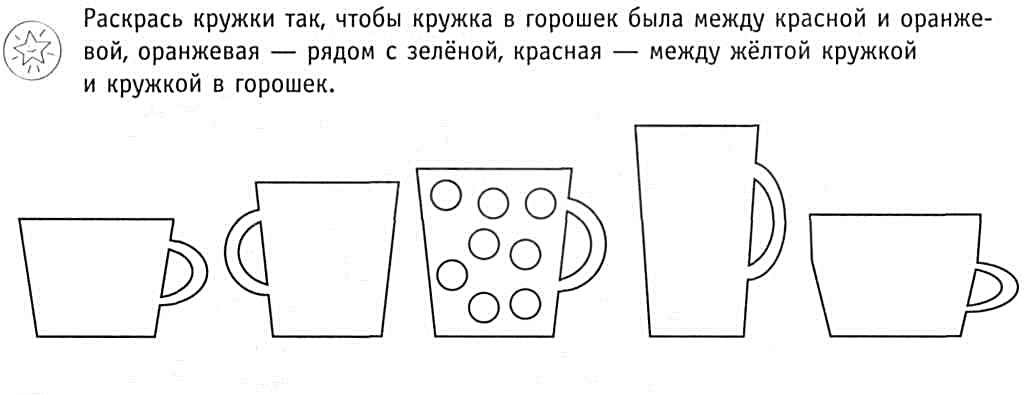 Раскрась кружки так, чтобы кружка в горошек была между красной и оранже-
вой, оранжевая — рядом с зелёной, красная — между жёлтой кружкой
и кружкой в горошек.